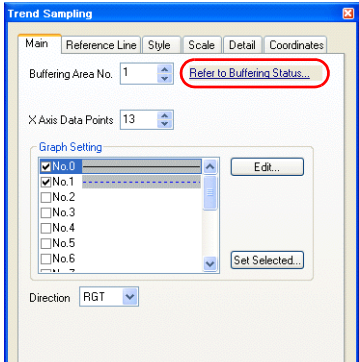 Trend Sampling
Main Reference Line Style Scale Detail Coordinates
Buffering Area No. 1 Refer to Buffering Status...
X Axis Data Points 13
Graph Setting
No.0 Edit...
No.1
No.2
No.3
No.4
No.5
No.6 Set Selected...
Direction RGT